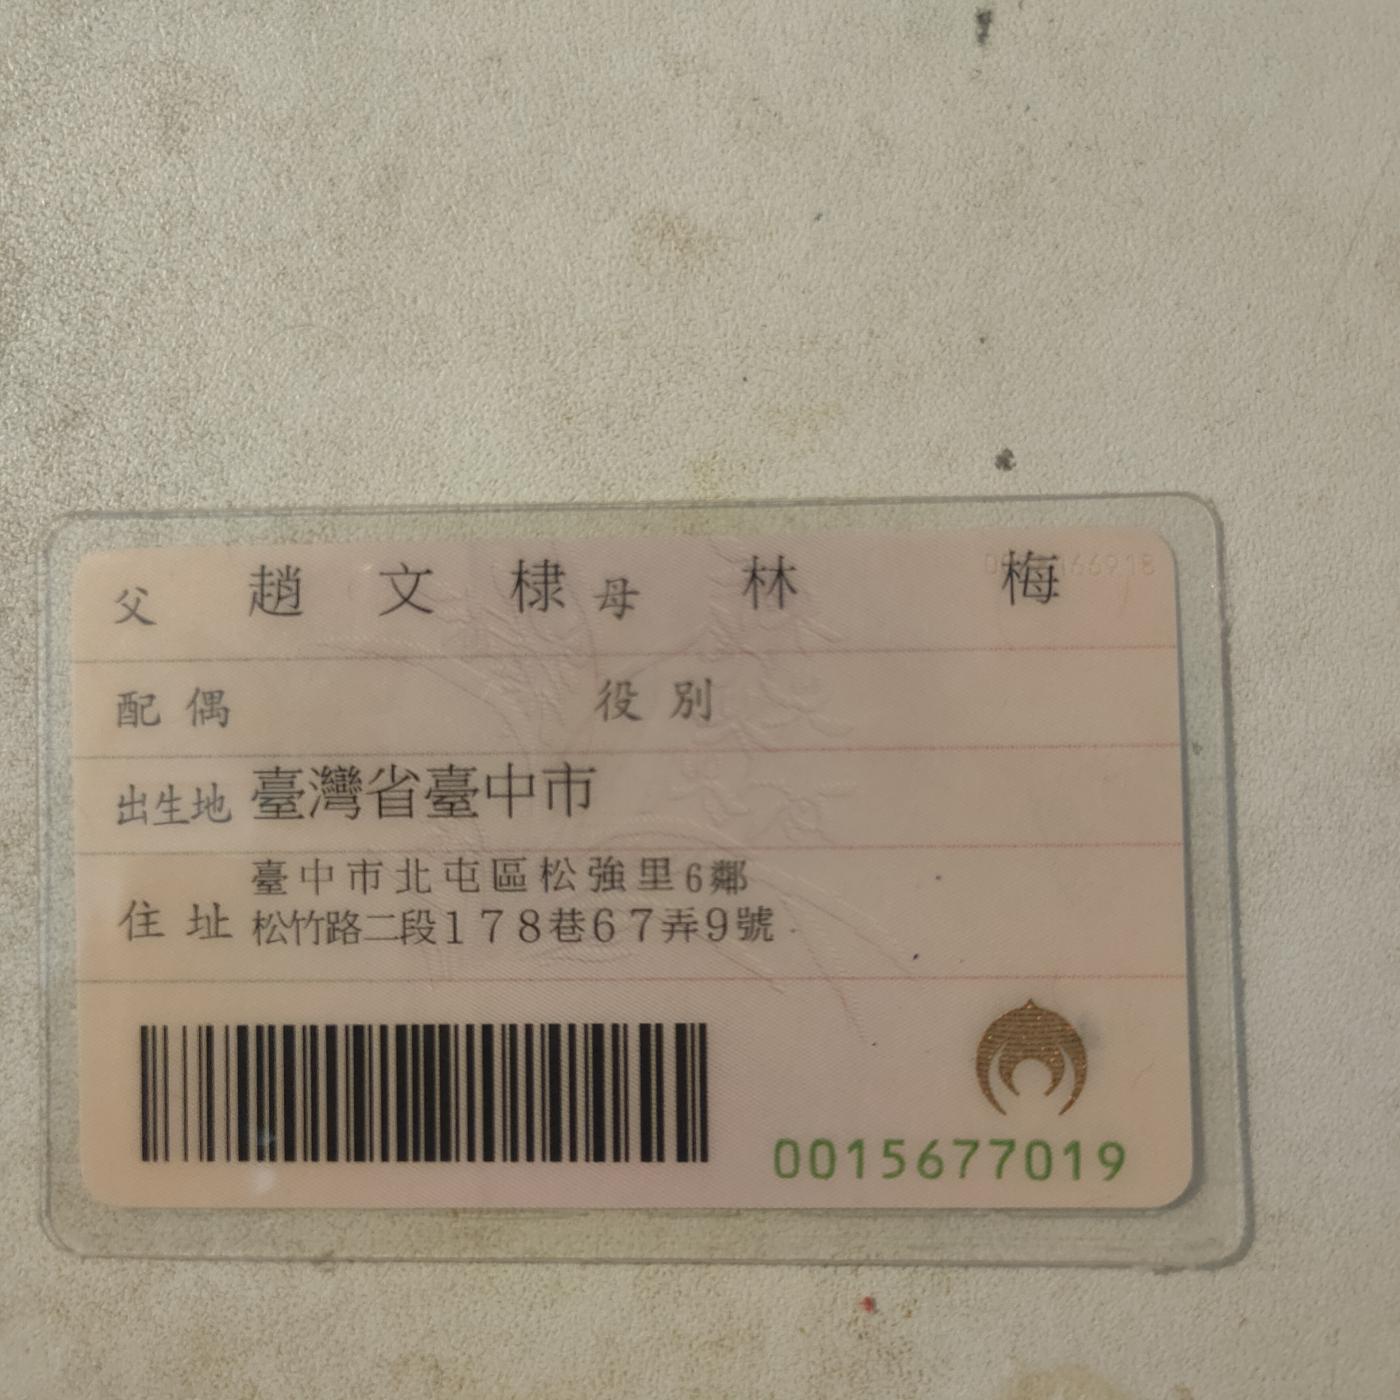 父 趙文棣 母 林梅
配偶 役別
出生地 臺灣省臺中市
住址 臺中市北屯區松強里6鄰
松竹路二段178巷67弄9號
0015677019